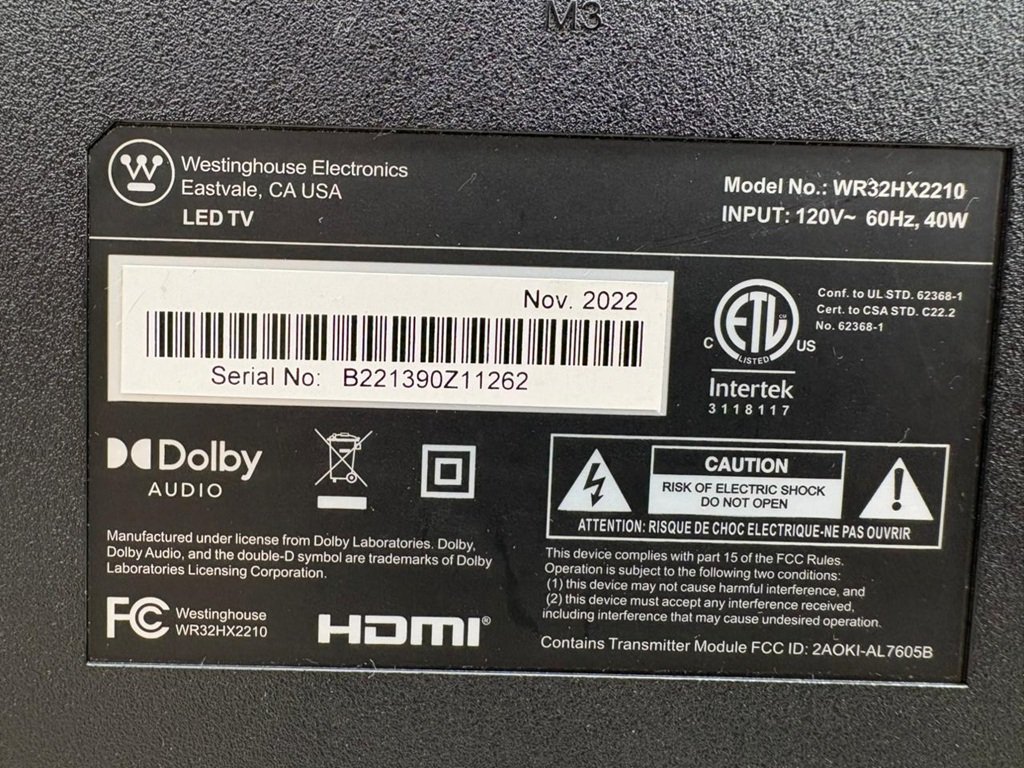 M3
Westinghouse Electronics
Eastvale, CA USA
LED TV
Model No.: WR32HX2210
INPUT: 120V~ 60Hz, 40W
Nov. 2022
Serial No: B221390Z11262
ETL
CM
LISTED
C US
Intertek
3118117
Conf. to UL STD. 62368-1
Cert. to CSA STD. C22.2
No. 62368-1
Dolby
AUDIO
CAUTION
RISK OF ELECTRIC SHOCK
DO NOT OPEN
ATTENTION: RISQUE DE CHOC ELECTRIQUE-NE PAS OUVRIR
Manufactured under license from Dolby Laboratories. Dolby,
Dolby Audio, and the double-D symbol are trademarks of Dolby
Laboratories Licensing Corporation.
FC Westinghouse
WR32HX2210
HDMI®
This device complies with part 15 of the FCC Rules.
Operation is subject to the following two conditions:
(1) this device may not cause harmful interference, and
(2) this device must accept any interference received,
including interference that may cause undesired operation.
Contains Transmitter Module FCC ID: 2AOKI-AL7605B